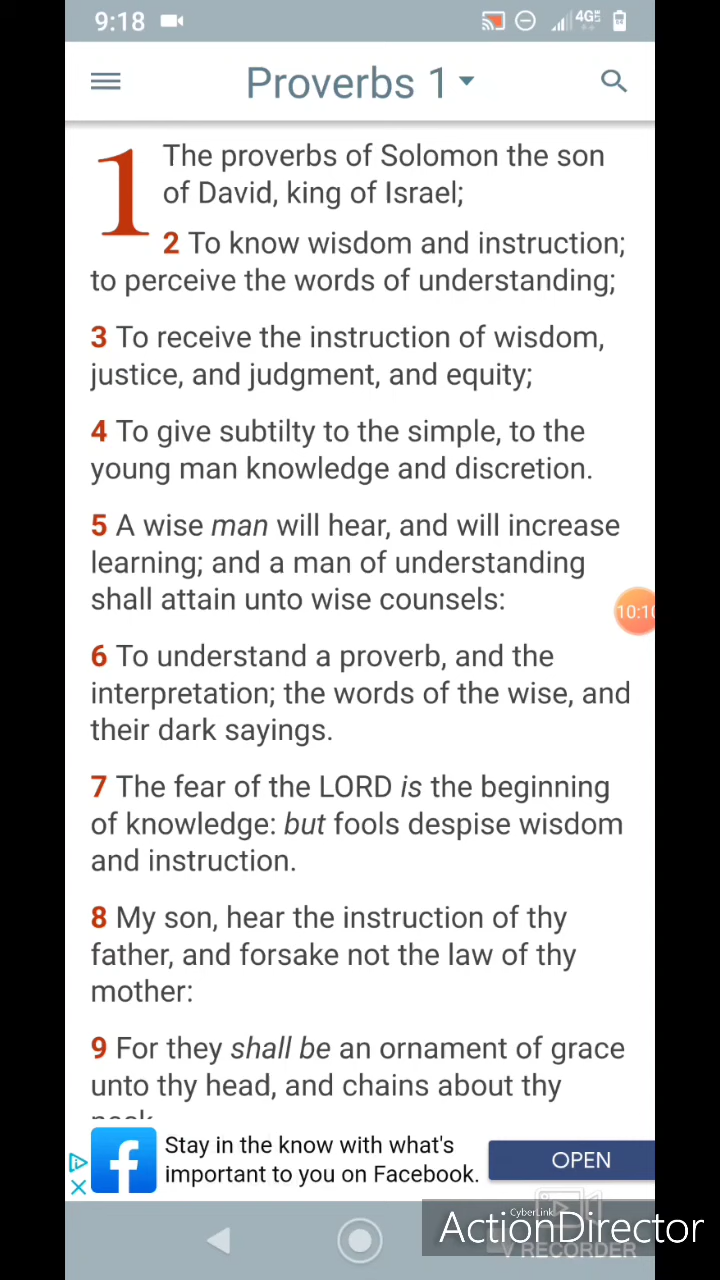 9:18
4G
Proverbs 1
1 The proverbs of Solomon the son
of David, king of Israel;
2 To know wisdom and instruction;
to perceive the words of understanding;
3 To receive the instruction of wisdom,
justice, and judgment, and equity;
4 To give subtilty to the simple, to the
young man knowledge and discretion.
5 A wise man will hear, and will increase
learning; and a man of understanding
shall attain unto wise counsels:
10:10
6 To understand a proverb, and the
interpretation; the words of the wise, and
their dark sayings.
7 The fear of the LORD is the beginning
of knowledge: but fools despise wisdom
and instruction.
8 My son, hear the instruction of thy
father, and forsake not the law of thy
mother:
9 For they shall be an ornament of grace
unto thy head, and chains about thy
Stay in the know with what's
important to you on Facebook.
OPEN
CyberLink
ActionDirector
V RECORDER